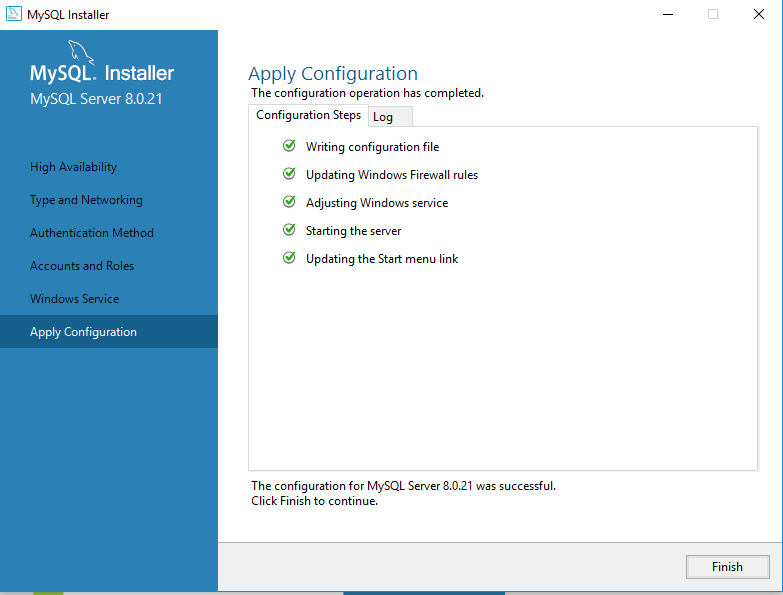 MySQL Installer
MySQL. Installer
MySQL Server 8.0.21
High Availability
Type and Networking
Authentication Method
Accounts and Roles
Windows Service
Apply Configuration
Apply Configuration
The configuration operation has completed.
Configuration Steps
Log
Writing configuration file
Updating Windows Firewall rules
Adjusting Windows service
Starting the server
Updating the Start menu link
The configuration for MySQL Server 8.0.21 was successful.
Click Finish to continue.
Finish